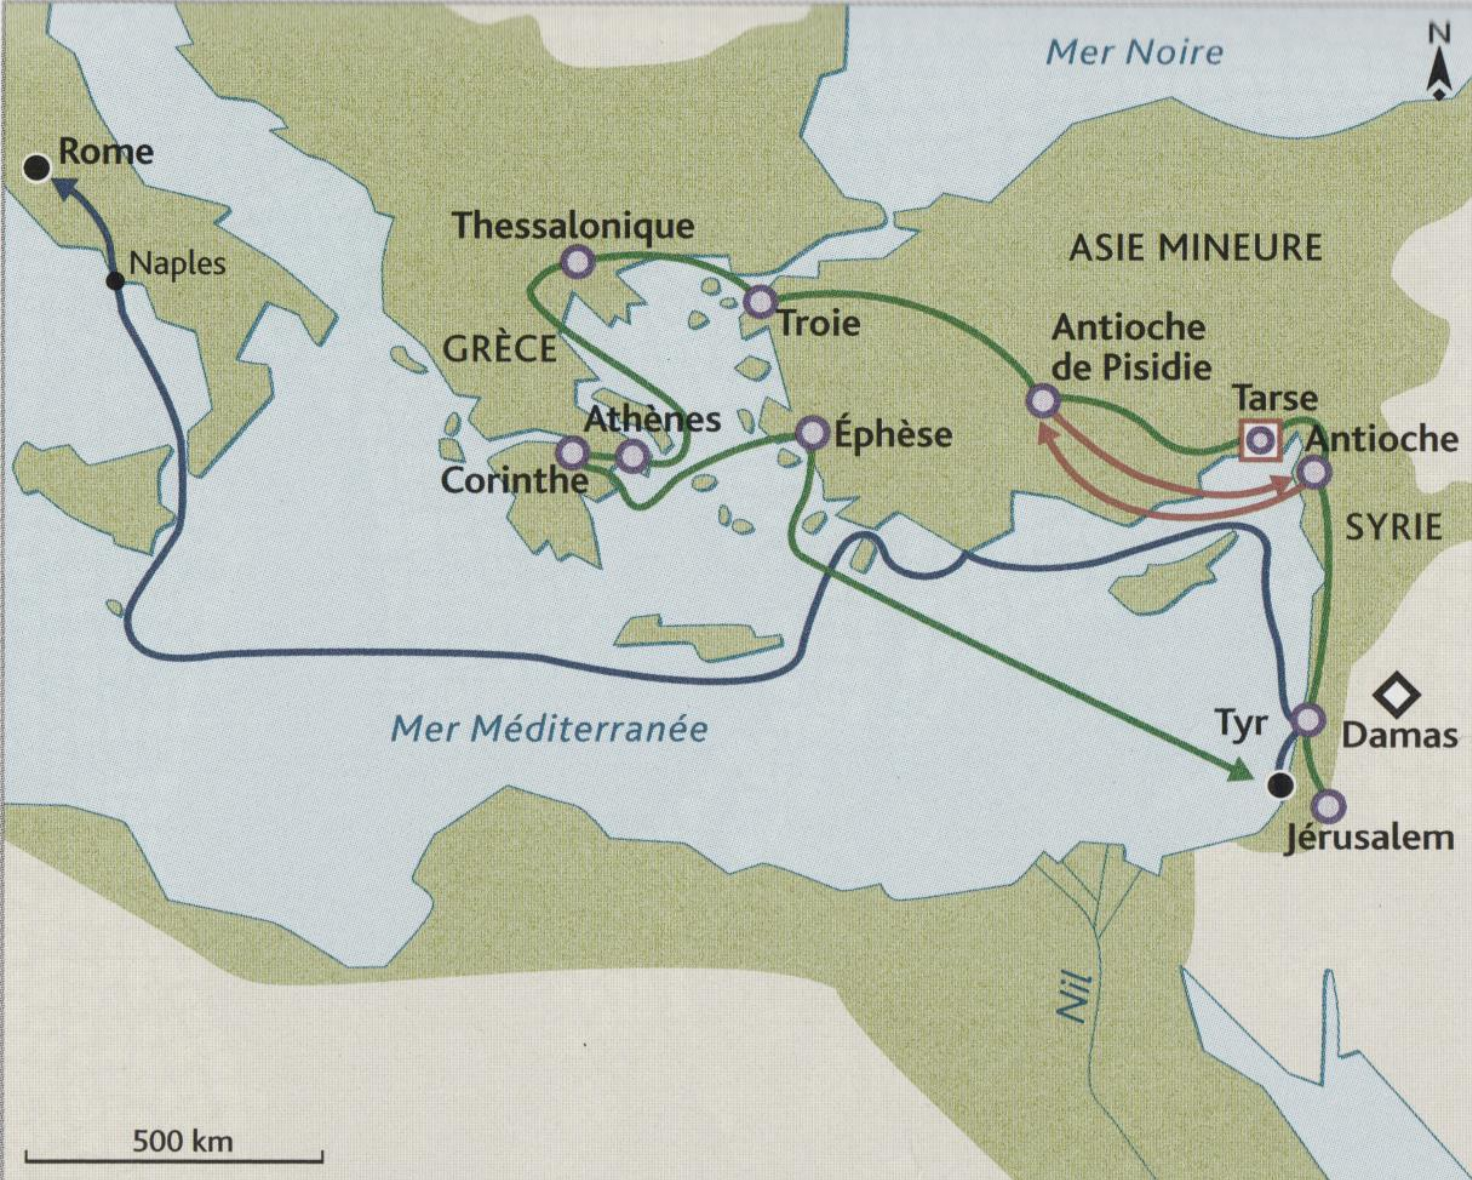 Mer Noire
N
Rome
Thessalonique
Naples
ASIE MINEURE
Troie
Antioche
de Pisidie
GRÈCE
Tarse
Athènes
Éphèse
Antioche
Corinthe
SYRIE
Mer Méditerranée
Tyr
Damas
Jérusalem
Nil
500 km